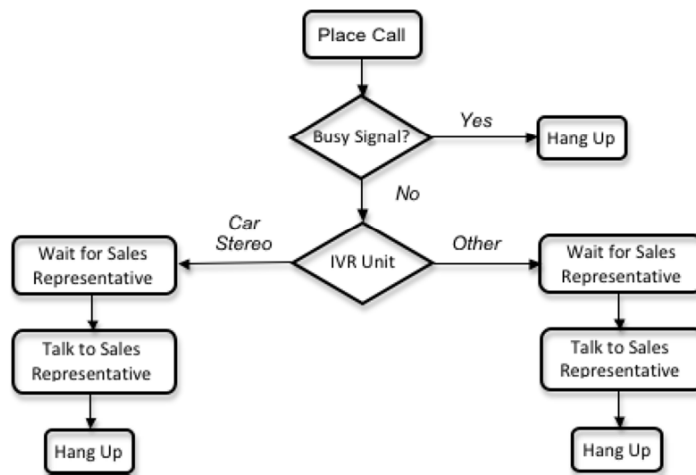 Place Call
Busy Signal?
Yes
Hang Up
No
Car
Stereo
IVR Unit
Other
Wait for Sales
Representative
Wait for Sales
Representative
Talk to Sales
Representative
Talk to Sales
Representative
Hang Up
Hang Up